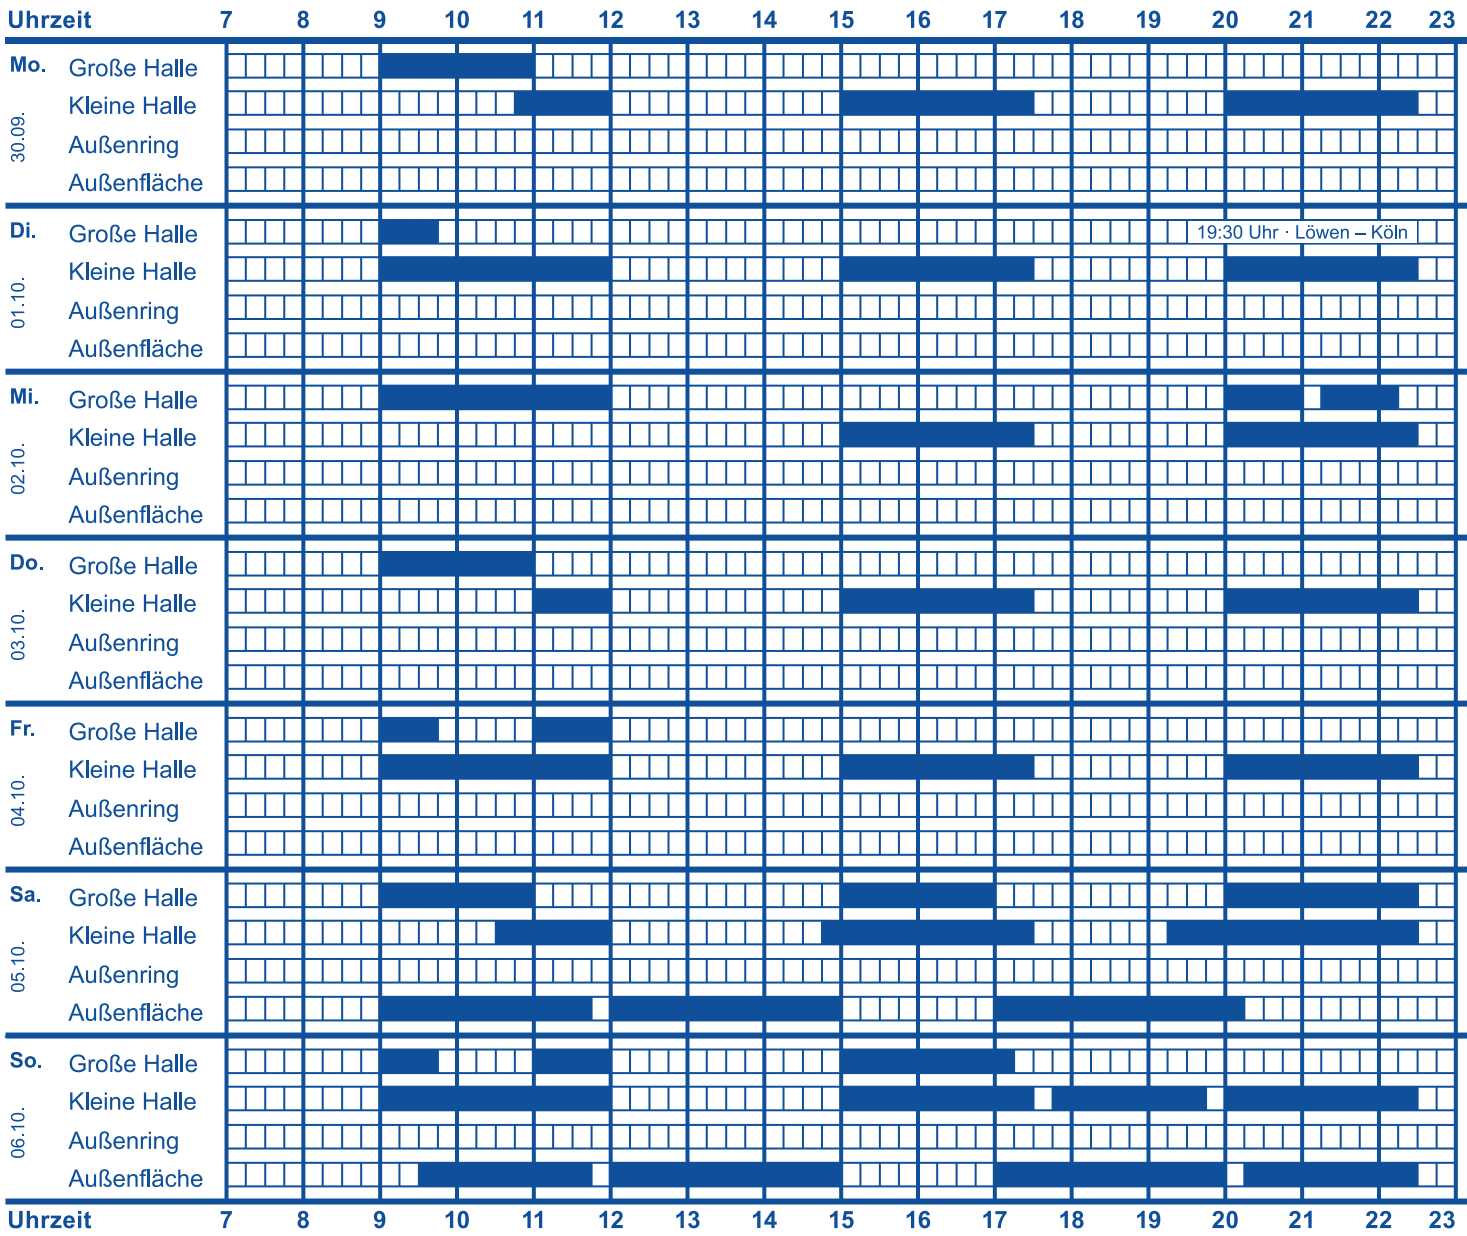 Uhrzeit 7 8 9 10 11 12 13 14 15 16 17 18 19 20 21 22 23
Mo. Große Halle
Kleine Halle
30.09.
Außenring
Außenfläche
Di. Große Halle 19:30 Uhr · Löwen – Köln
Kleine Halle
01.10.
Außenring
Außenfläche
Mi. Große Halle
Kleine Halle
02.10.
Außenring
Außenfläche
Do. Große Halle
Kleine Halle
03.10.
Außenring
Außenfläche
Fr. Große Halle
Kleine Halle
04.10.
Außenring
Außenfläche
Sa. Große Halle
Kleine Halle
05.10.
Außenring
Außenfläche
So. Große Halle
Kleine Halle
06.10.
Außenring
Außenfläche
Uhrzeit 7 8 9 10 11 12 13 14 15 16 17 18 19 20 21 22 23